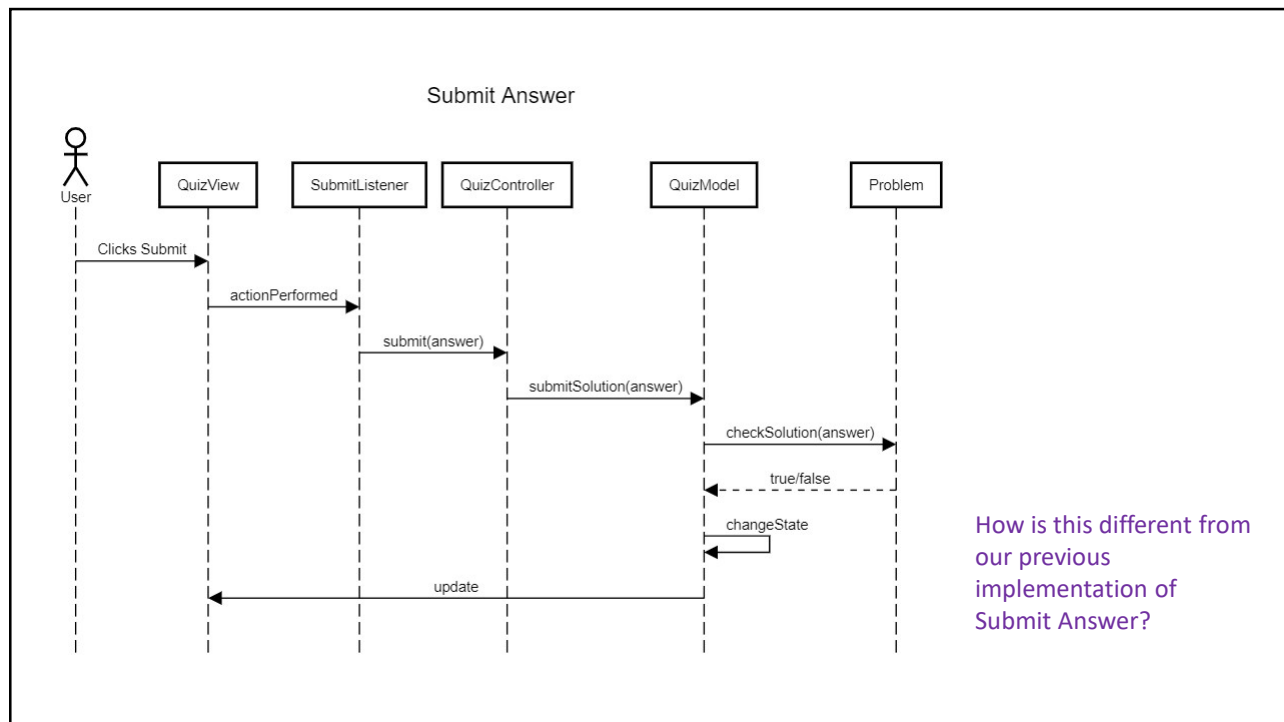 Submit Answer
User
QuizView
SubmitListener
QuizController
QuizModel
Problem
Clicks Submit
actionPerformed
submit(answer)
submitSolution(answer)
checkSolution(answer)
true/false
changeState
update
How is this different from
our previous
implementation of
Submit Answer?